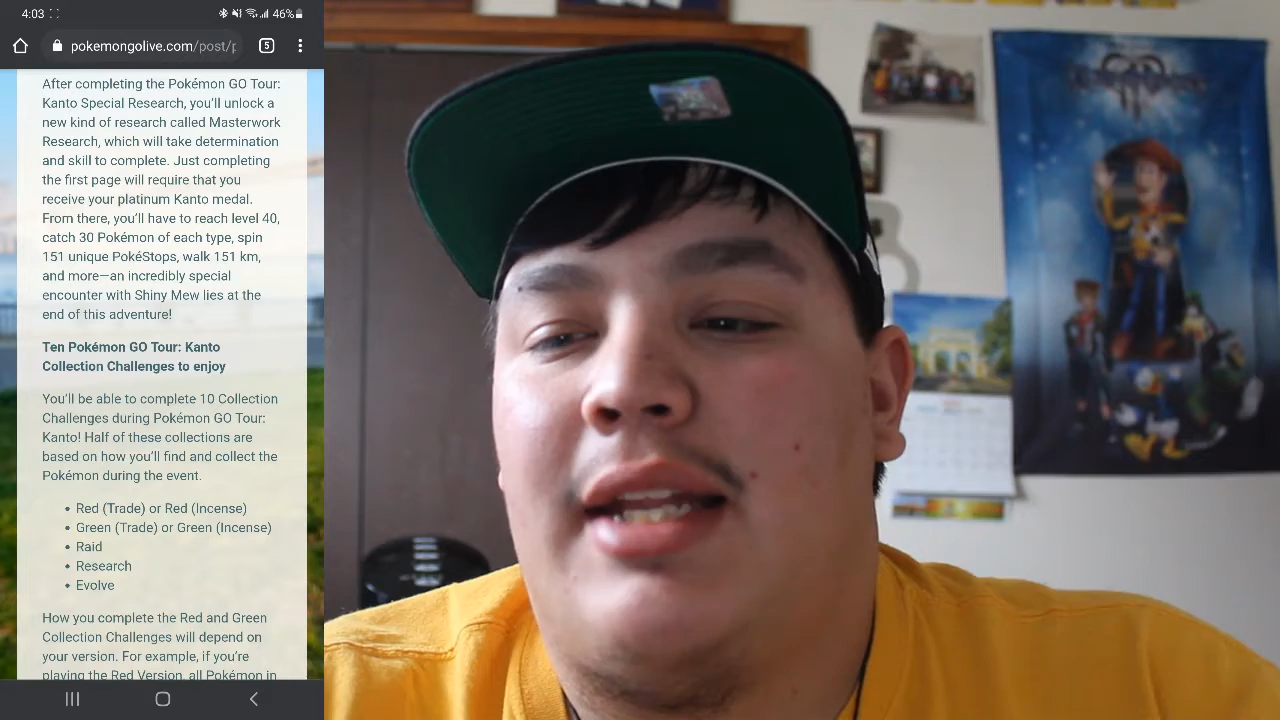 4:03
46%
pokemongolive.com/post/p
5
After completing the Pokémon GO Tour:
Kanto Special Research, you'll unlock a
new kind of research called Masterwork
Research, which will take determination
and skill to complete. Just completing
the first page will require that you
receive your platinum Kanto medal.
From there, you'll have to reach level 40,
catch 30 Pokémon of each type, spin
151 unique PokéStops, walk 151 km,
and more—an incredibly special
encounter with Shiny Mew lies at the
end of this adventure!
Ten Pokémon GO Tour: Kanto
Collection Challenges to enjoy
You'll be able to complete 10 Collection
Challenges during Pokémon GO Tour:
Kanto! Half of these collections are
based on how you'll find and collect the
Pokémon during the event.
• Red (Trade) or Red (Incense)
• Green (Trade) or Green (Incense)
• Raid
• Research
• Evolve
How you complete the Red and Green
Collection Challenges will depend on
your version. For example, if you're
playing the Red Version, all Pokémon in